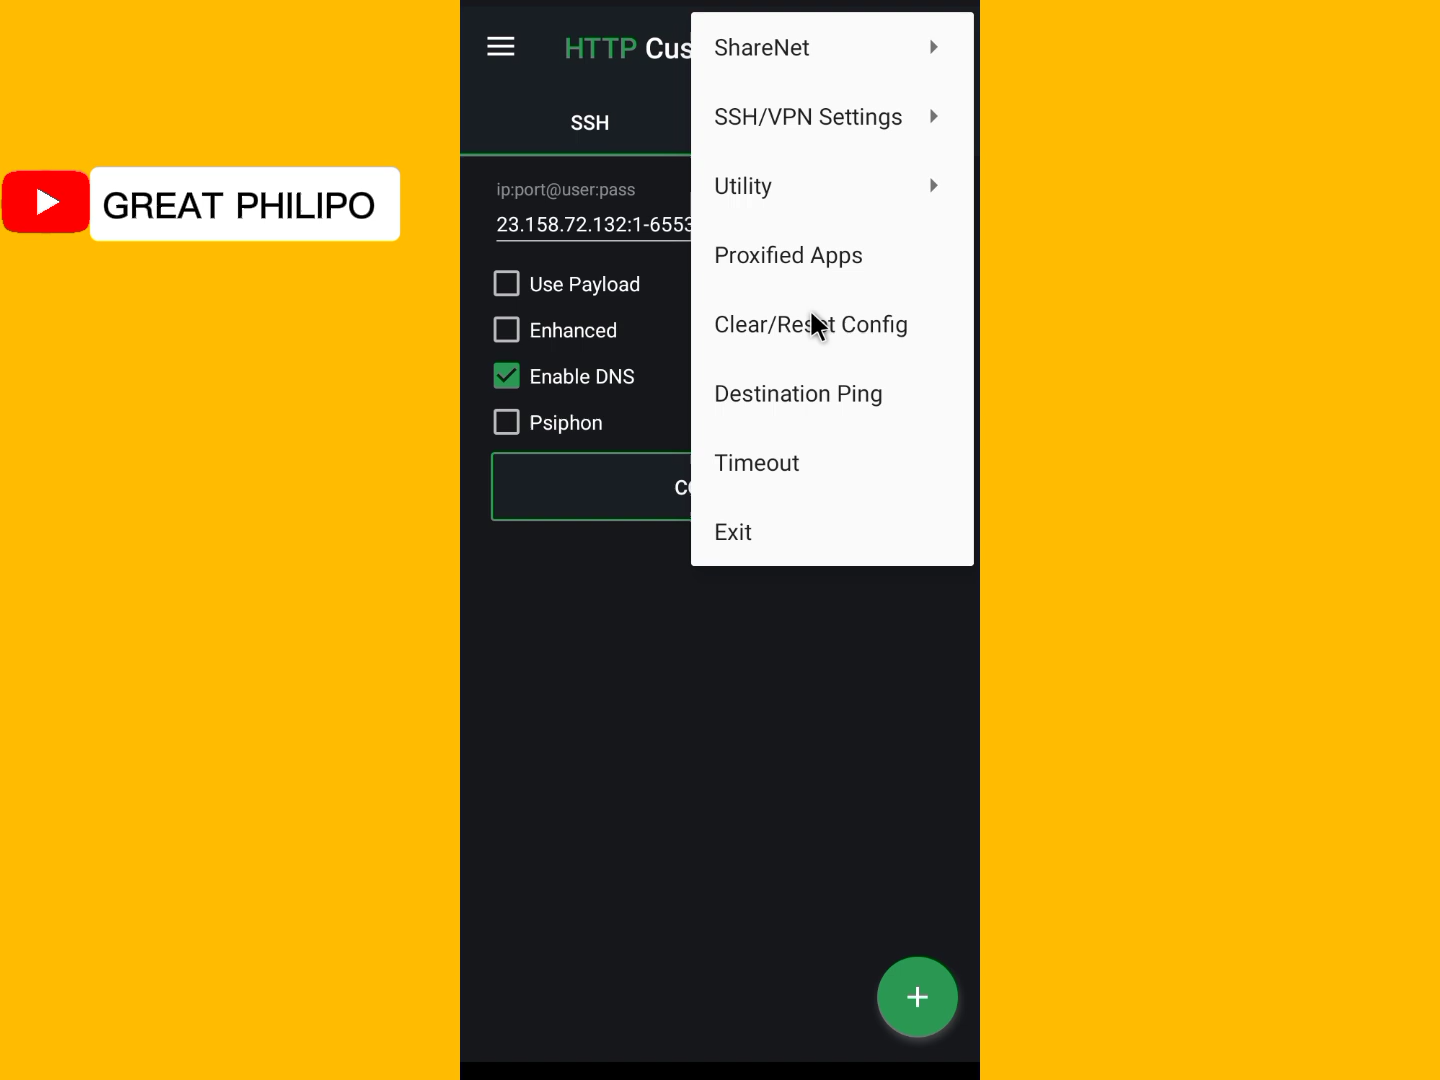 HTTP Cus
SSH
ip:port@user:pass
23.158.72.132:1-6553
Use Payload
Enhanced
Enable DNS
Psiphon
ShareNet
SSH/VPN Settings
Utility
Proxified Apps
Clear/Reset Config
Destination Ping
Timeout
Exit
GREAT PHILIPO